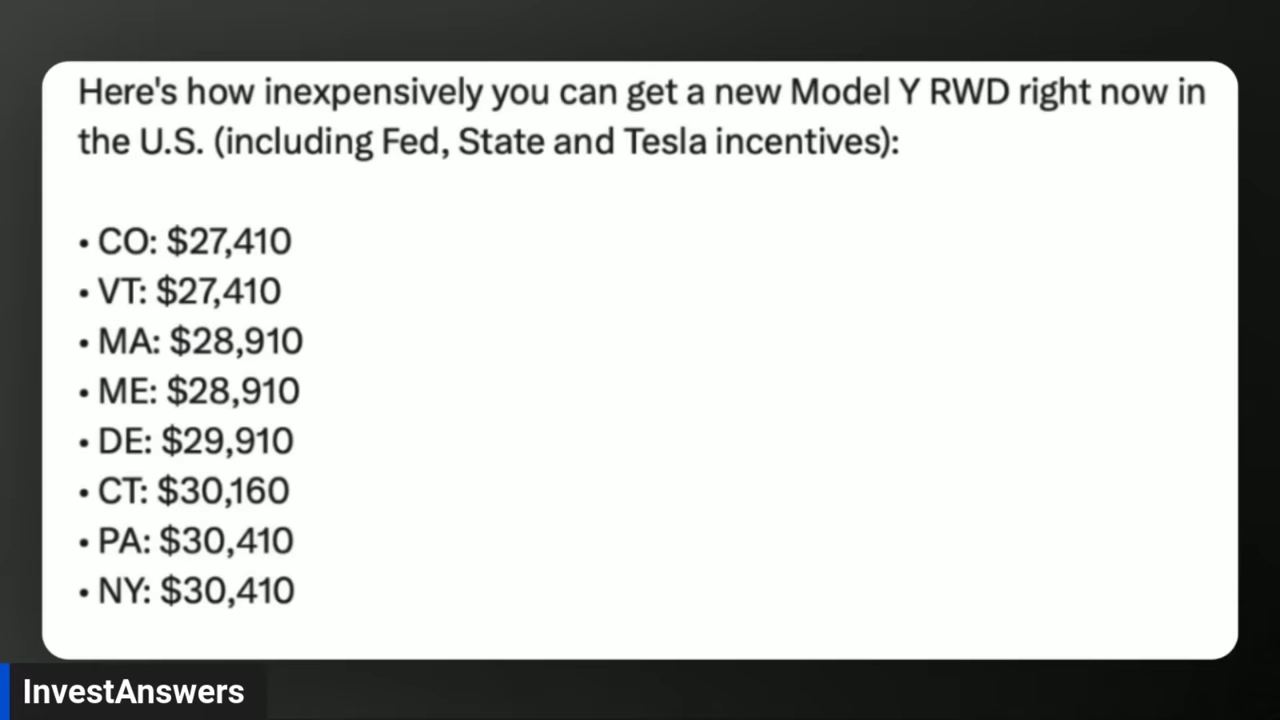 Here's how inexpensively you can get a new Model Y RWD right now in
the U.S. (including Fed, State and Tesla incentives):
• CO: $27,410
• VT: $27,410
• MA: $28,910
• ME: $28,910
• DE: $29,910
• CT: $30,160
• PA: $30,410
• NY: $30,410
InvestAnswers